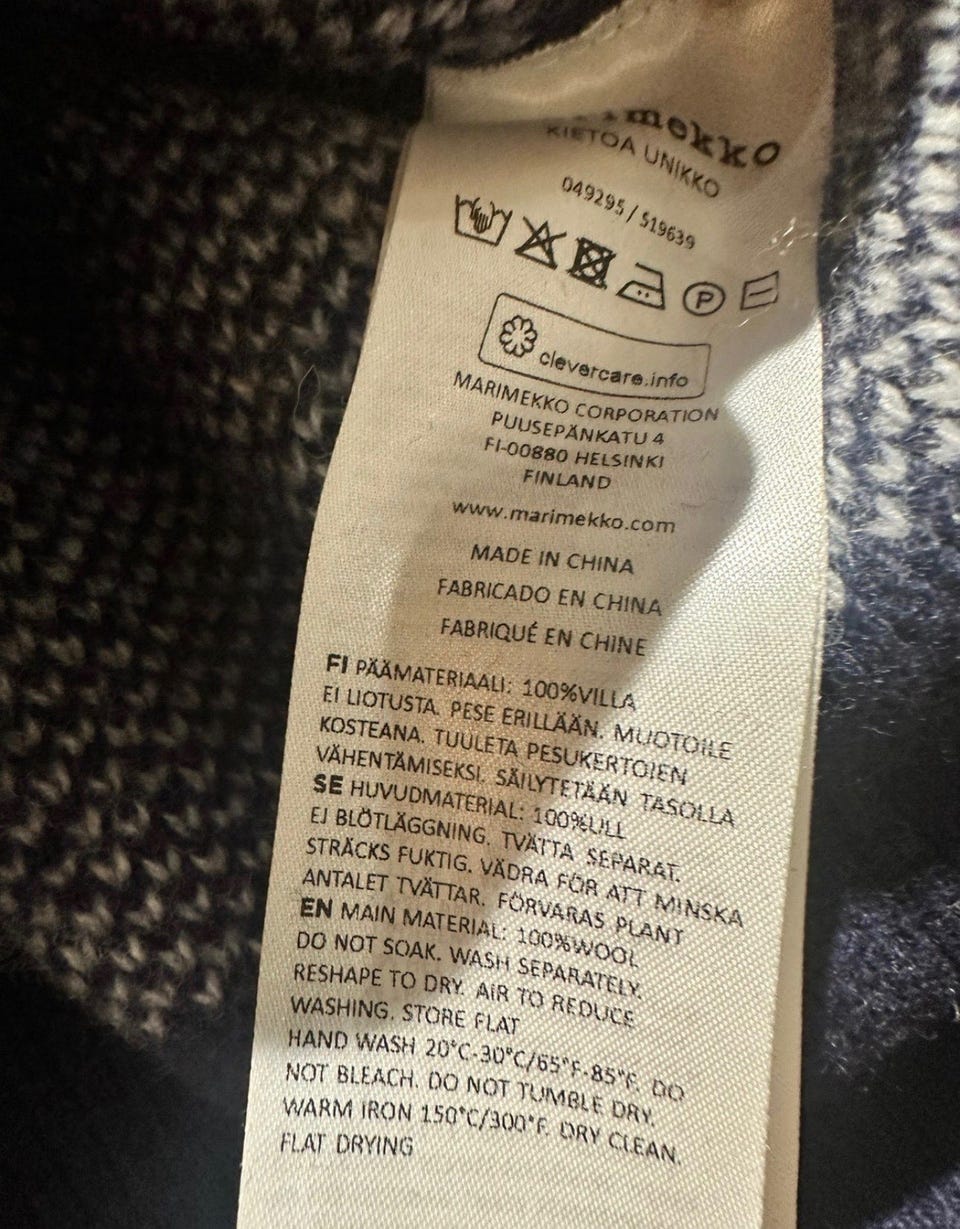 mekko
KIETOA UNIKKO
049295 / 519639
P
clevercare.info
MARIMEKKO CORPORATION
PUUSEPÄNKATU 4
FI-00880 HELSINKI
FINLAND
www.marimekko.com
MADE IN CHINA
FABRICADO EN CHINA
FABRIQUÉ EN CHINE
FI PÄÄMATERIAALI: 100%VILLA
EI LIOTUSTA. PESE ERILLÄÄN. MUOTOILE
KOSTEANA. TUULETA PESUKERTOJEN
VÄHENTÄMISEKSI. SÄILYTETÄÄN TASOLLA
SE HUVUDMATERIAL: 100%ULL
EJ BLÖTLÄGGNING. TVÄTTA SEPARAT.
STRÄCKS FUKTIG. VÄDRA FÖR ATT MINSKA
ANTALET TVÄTTAR. FÖRVARAS PLANT
EN MAIN MATERIAL: 100%WOOL
DO NOT SOAK. WASH SEPARATELY.
RESHAPE TO DRY. AIR TO REDUCE
WASHING. STORE FLAT
HAND WASH 20°C-30°C/65°F-85°F. DO
NOT BLEACH. DO NOT TUMBLE DRY.
WARM IRON 150°C/300°F. DRY CLEAN.
FLAT DRYING